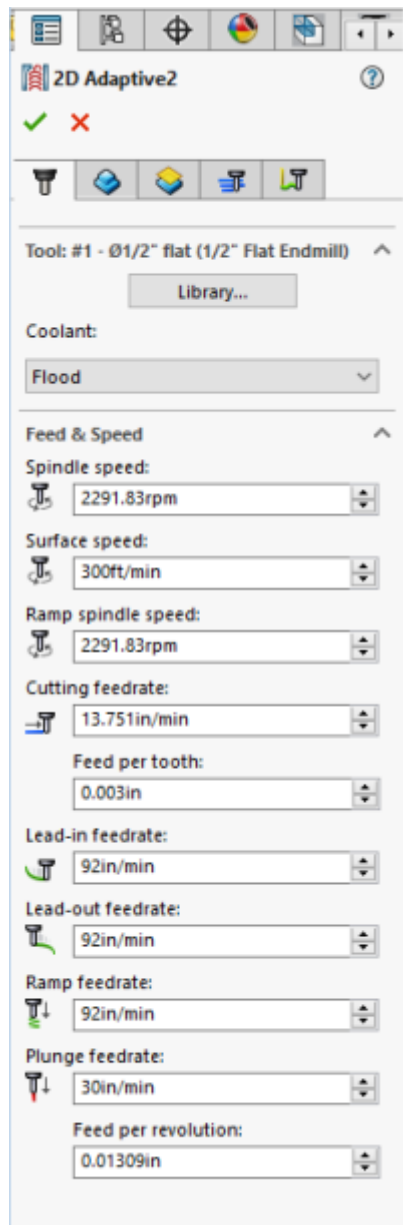 2D Adaptive2
Tool: #1 - Ø1/2" flat (1/2" Flat Endmill)
Library...
Coolant:
Flood
Feed & Speed
Spindle speed:
2291.83rpm
Surface speed:
300ft/min
Ramp spindle speed:
2291.83rpm
Cutting feedrate:
13.751in/min
Feed per tooth:
0.003in
Lead-in feedrate:
92in/min
Lead-out feedrate:
92in/min
Ramp feedrate:
92in/min
Plunge feedrate:
30in/min
Feed per revolution:
0.01309in